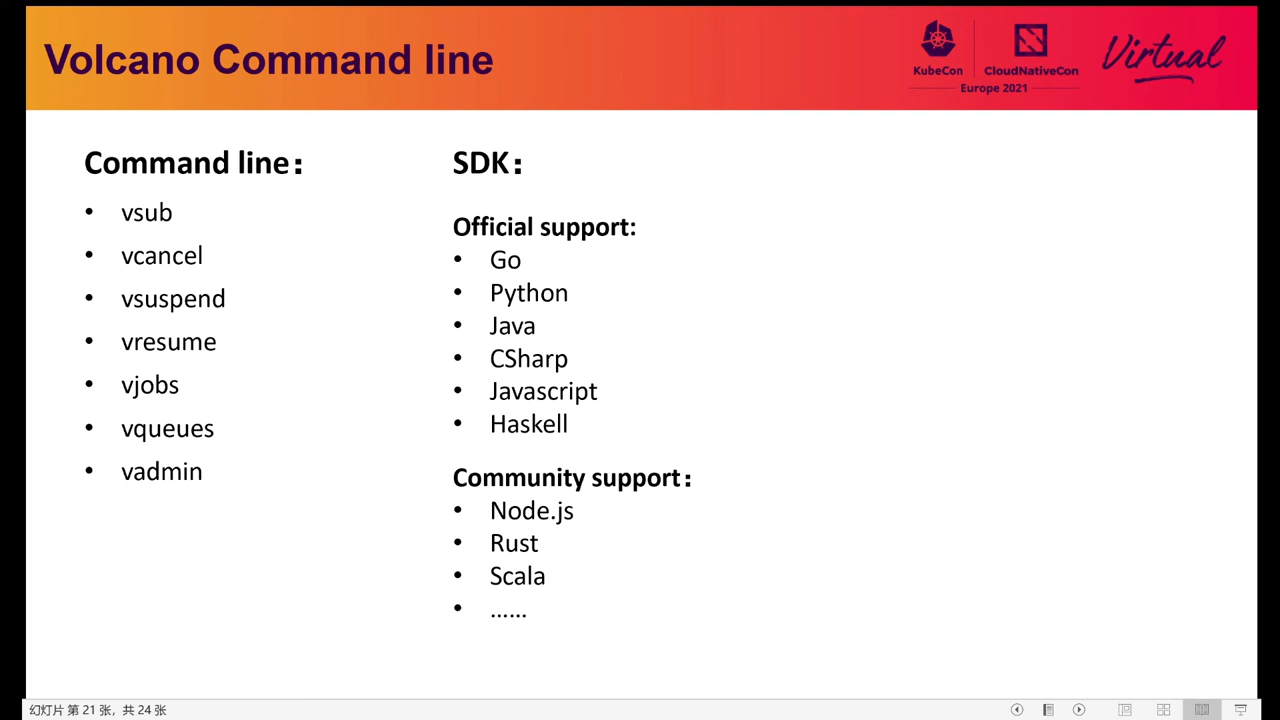 Volcano Command line
KubeCon
CloudNativeCon
Europe 2021
Virtual
Command line：
• vsub
• vcancel
• vsuspend
• vresume
• vjobs
• vqueues
• vadmin
SDK：
Official support:
• Go
• Python
• Java
• CSharp
• Javascript
• Haskell
Community support：
• Node.js
• Rust
• Scala
• ……
幻灯片 第 21 张，共 24 张